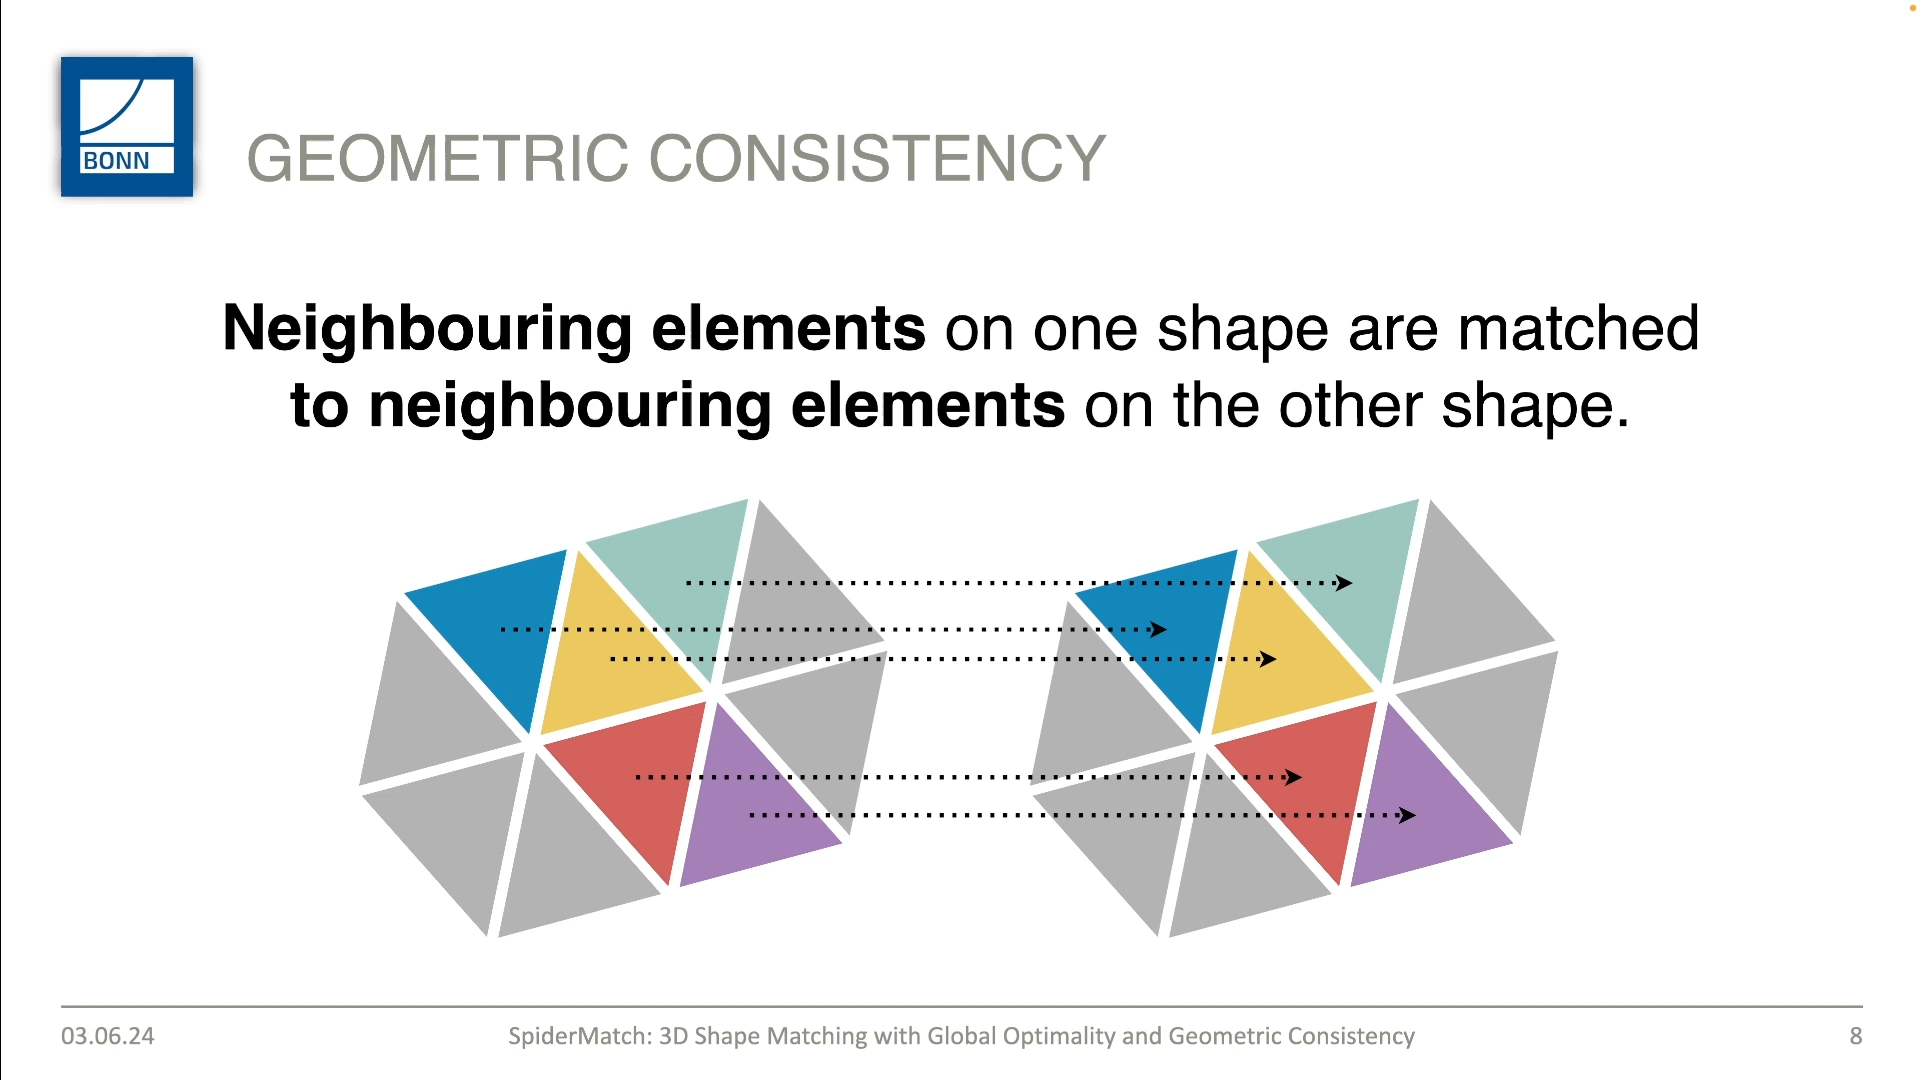 BONN
GEOMETRIC CONSISTENCY
Neighbouring elements on one shape are matched
to neighbouring elements on the other shape.
03.06.24
SpiderMatch: 3D Shape Matching with Global Optimality and Geometric Consistency
8